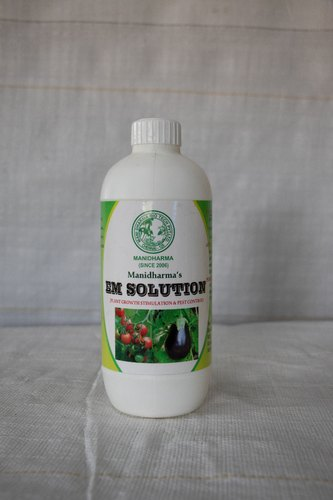 MANIDHARMA
(SINCE 2006)
Manidharma's
EM SOLUTION
(PLANT GROWTH STIMULATION & PEST CONTROL)